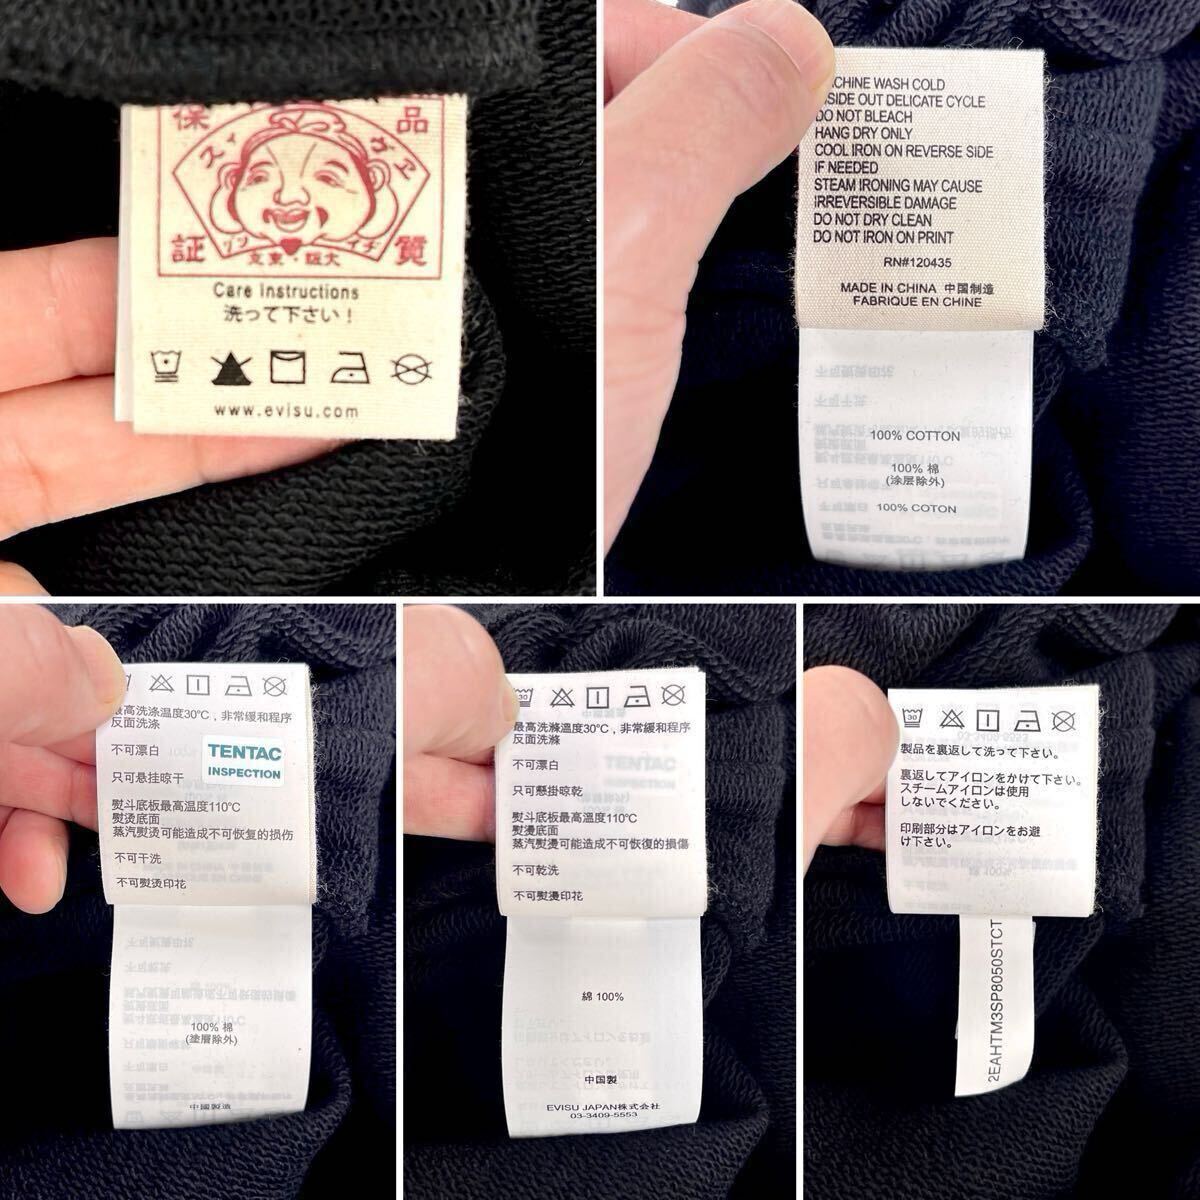 保 品
スィ ヴヱ
証 質
大阪・東京
Care Instructions
洗って下さい！
www.evisu.com
MACHINE WASH COLD
INSIDE OUT DELICATE CYCLE
DO NOT BLEACH
HANG DRY ONLY
COOL IRON ON REVERSE SIDE
IF NEEDED
STEAM IRONING MAY CAUSE
IRREVERSIBLE DAMAGE
DO NOT DRY CLEAN
DO NOT IRON ON PRINT
RN#120435
MADE IN CHINA 中国制造
FABRIQUE EN CHINE
100% COTTON
100% 棉
(涂层除外)
100% COTON
最高洗涤温度30°C，非常缓和程序
反面洗涤
不可漂白
TENTAC
INSPECTION
只可悬挂晾干
熨斗底板最高温度110°C
熨烫底面
蒸汽熨烫可能造成不可恢复的损伤
不可干洗
不可熨烫印花
100% 棉
(塗層除外)
中國製造
30
最高洗滌溫度30°C，非常緩和程序
反面洗滌
不可漂白
只可懸掛晾乾
熨斗底板最高溫度110°C
熨燙底面
蒸汽熨燙可能造成不可恢復的損傷
不可乾洗
不可熨燙印花
綿 100%
中国製
EVISU JAPAN株式会社
03-3409-5553
30
製品を裏返して洗って下さい。
裏返してアイロンをかけて下さい。
スチームアイロンは使用
しないでください。
印刷部分はアイロンをお避
け下さい。
2EAHTM3SP8050STCT